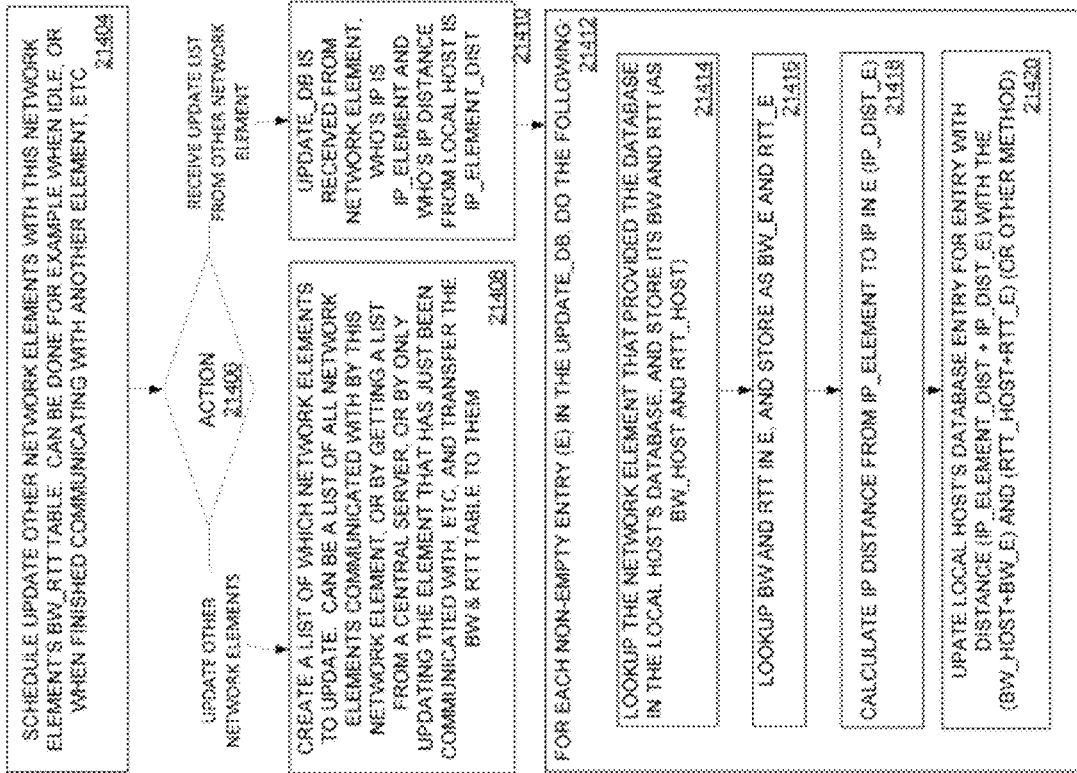 SCHEDULE UPDATE OTHER NETWORK ELEMENTS WITH THIS NETWORK
ELEMENT'S BW_RTT TABLE. CAN BE DONE FOR EXAMPLE WHEN IDLE, OR
WHEN FINISHED COMMUNICATING WITH ANOTHER ELEMENT, ETC
21404
ACTION
21406
UPDATE OTHER
NETWORK ELEMENTS
RECEIVE UPDATE LIST
FROM OTHER NETWORK
ELEMENT
CREATE A LIST OF WHICH NETWORK ELEMENTS
TO UPDATE. CAN BE A LIST OF ALL NETWORK
ELEMENTS COMMUNICATED WITH BY THIS
NETWORK ELEMENT, OR BY GETTING A LIST
FROM A CENTRAL SERVER, OR BY ONLY
UPDATING THE ELEMENT THAT HAS JUST BEEN
COMMUNICATED WITH, ETC. AND TRANSFER THE
BW & RTT TABLE TO THEM
21408
UPDATE_DB IS
RECEIVED FROM
NETWORK ELEMENT,
WHO'S IP IS
IP_ELEMENT AND
WHO'S IP DISTANCE
FROM LOCAL HOST IS
IP_ELEMENT_DIST
21410
FOR EACH NON-EMPTY ENTRY (E) IN THE UPDATE_DB, DO THE FOLLOWING:
21412
LOOKUP THE NETWORK ELEMENT THAT PROVIDED THE DATABASE
IN THE LOCAL HOST'S DATABASE, AND STORE ITS BW AND RTT (AS
BW_HOST AND RTT_HOST)
21414
LOOKUP BW AND RTT IN E, AND STORE AS BW_E AND RTT_E
21416
CALCULATE IP DISTANCE FROM IP_ELEMENT TO IP IN E (IP_DIST_E)
21418
UPATE LOCAL HOST'S DATABASE ENTRY FOR ENTRY WITH
DISTANCE (IP_ELEMENT_DIST + IP_DIST_E) WITH THE
(BW_HOST+BW_E) AND (RTT_HOST+RTT_E) (OR OTHER METHOD)
21420